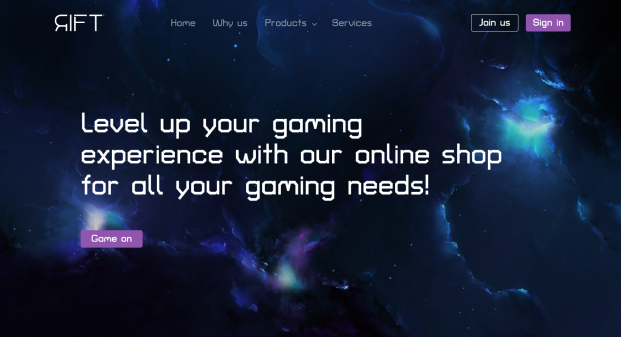 RIFT
Home Why us Products Services
Join us Sign in
Level up your gaming
experience with our online shop
for all your gaming needs!
Game on